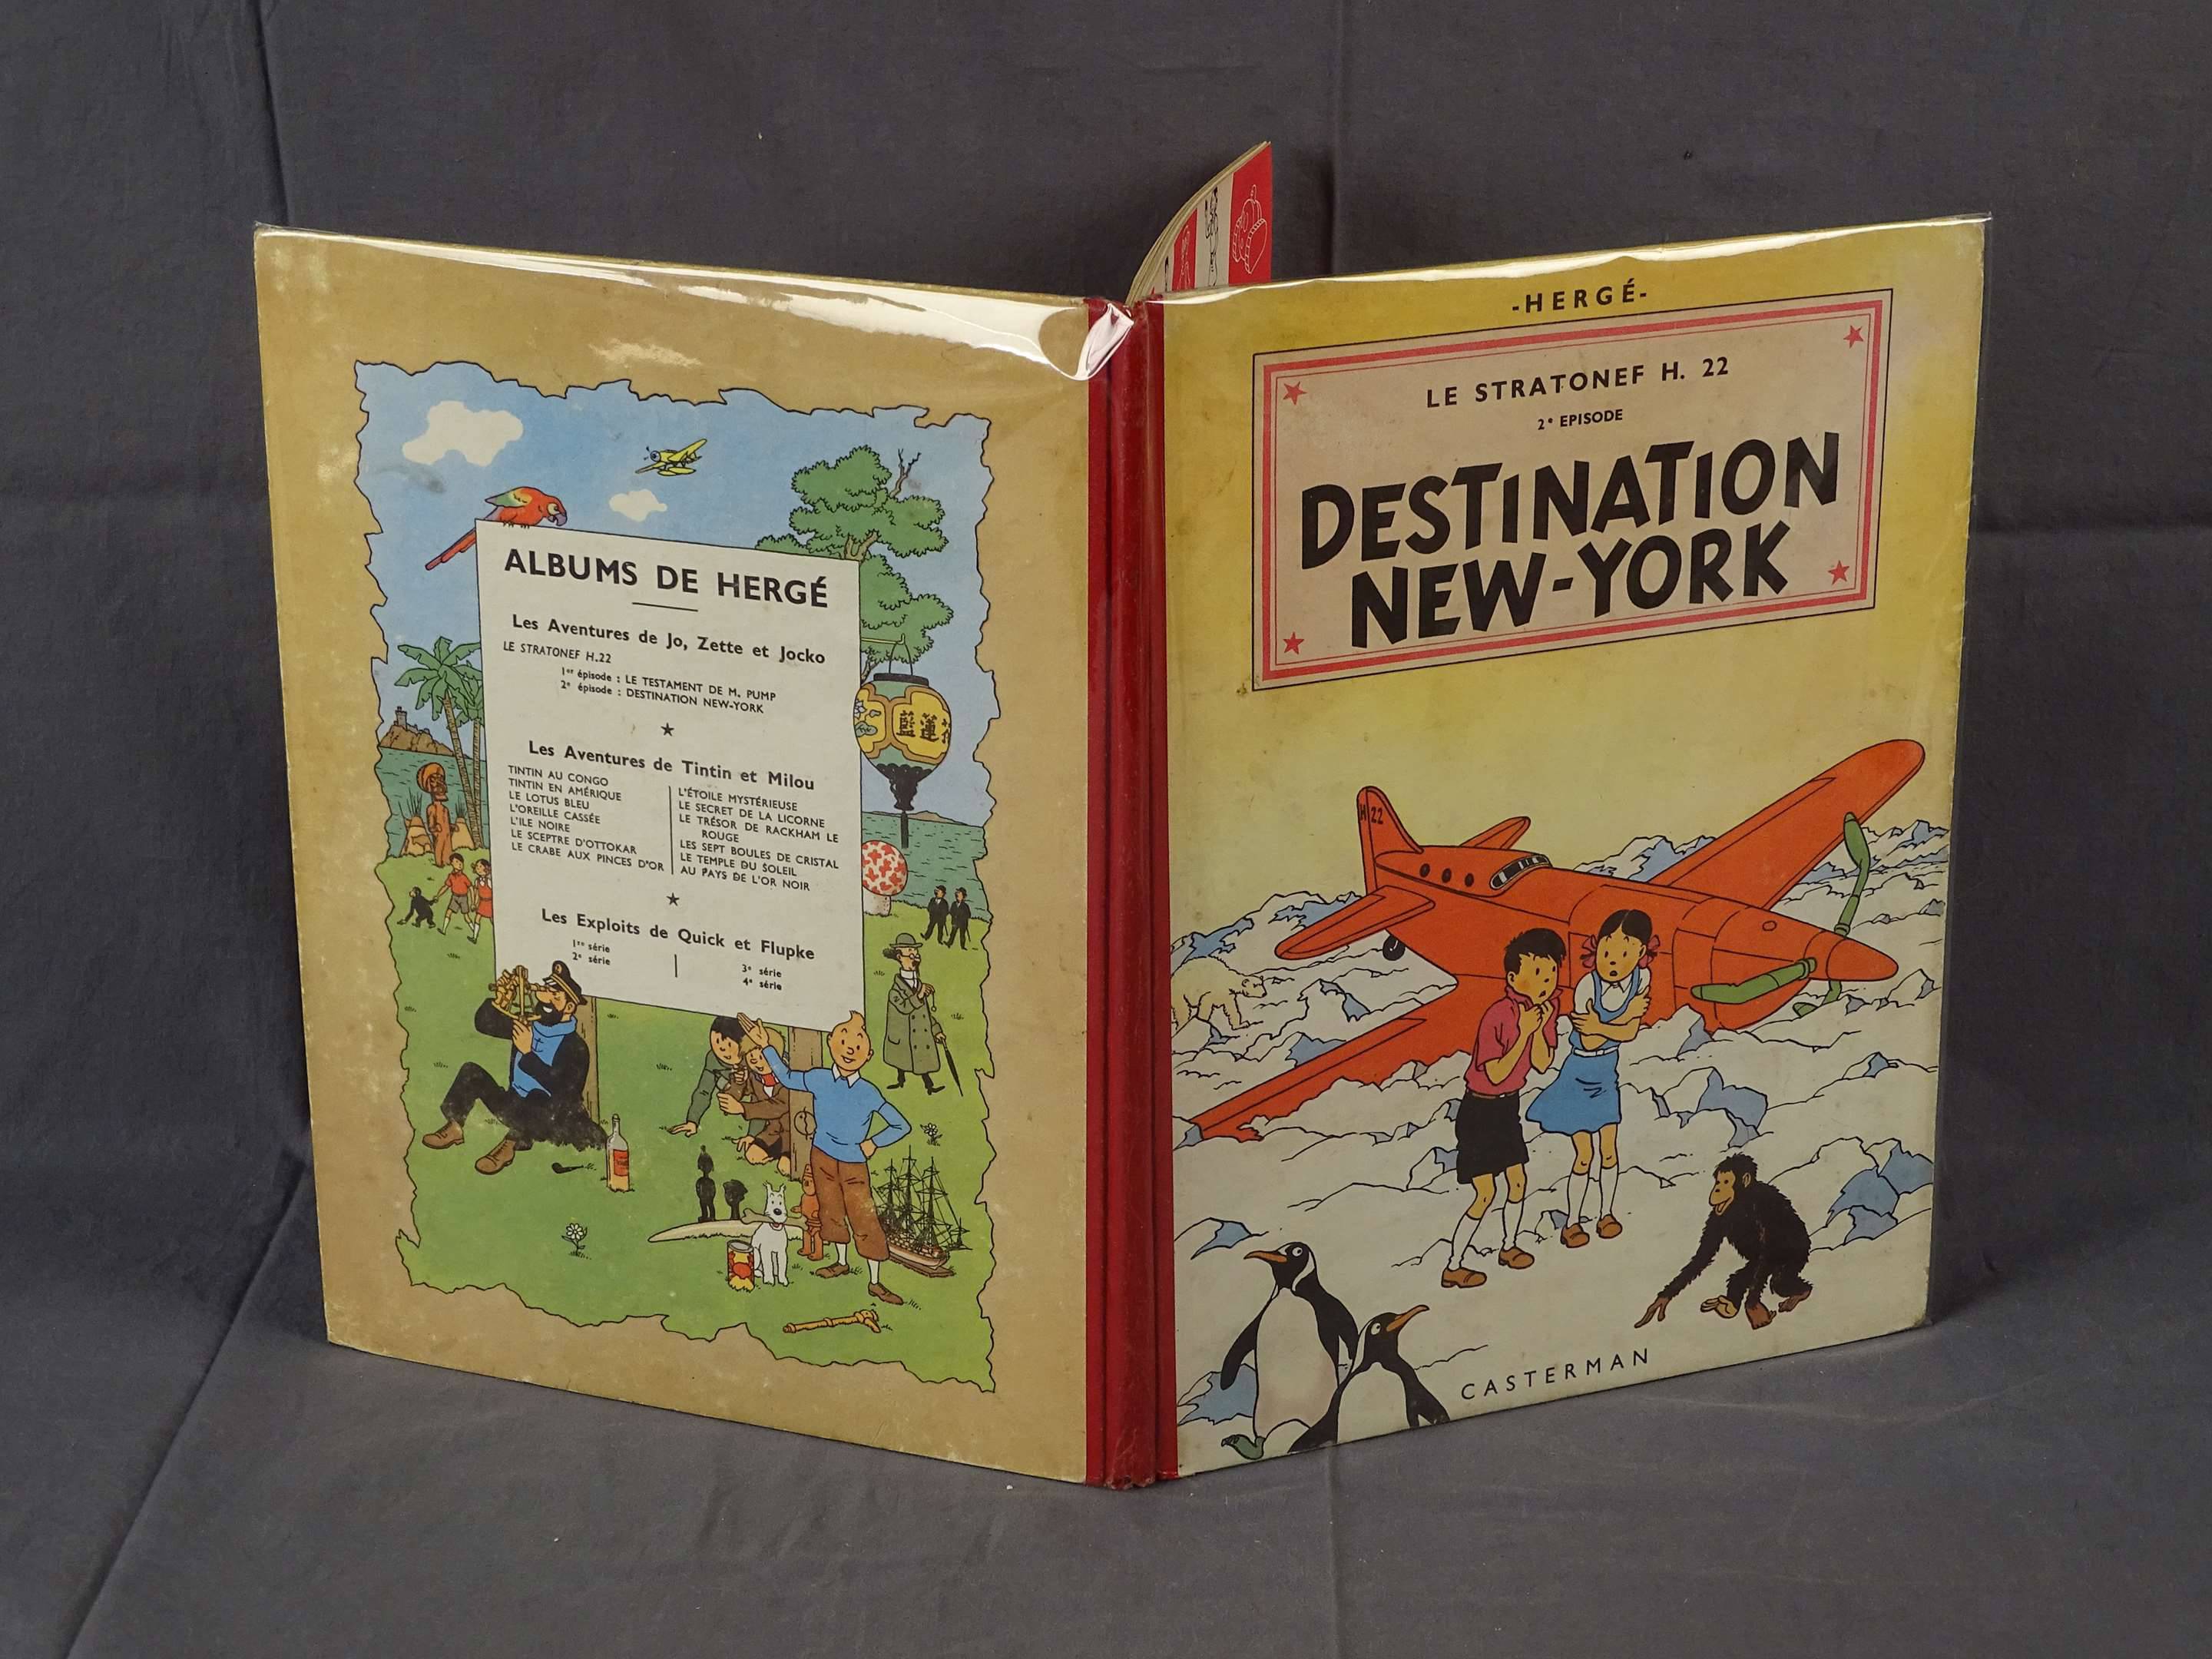 ALBUMS DE HERGÉ
Les Aventures de Jo, Zette et Jocko
LE STRATONEF H.22
1er épisode : LE TESTAMENT DE M. PUMP
2e épisode : DESTINATION NEW-YORK
Les Aventures de Tintin et Milou
TINTIN AU CONGO
TINTIN EN AMÉRIQUE
LE LOTUS BLEU
L'OREILLE CASSÉE
L'ILE NOIRE
LE SCEPTRE D'OTTOKAR
LE CRABE AUX PINCES D'OR
L'ÉTOILE MYSTÉRIEUSE
LE SECRET DE LA LICORNE
LE TRÉSOR DE RACKHAM LE
ROUGE
LES SEPT BOULES DE CRISTAL
LE TEMPLE DU SOLEIL
AU PAYS DE L'OR NOIR
Les Exploits de Quick et Flupke
1re série
2e série
3e série
4e série
藍蓮花
-HERGÉ-
LE STRATONEF H. 22
2e EPISODE
DESTINATION
NEW-YORK
H 22
CASTERMAN